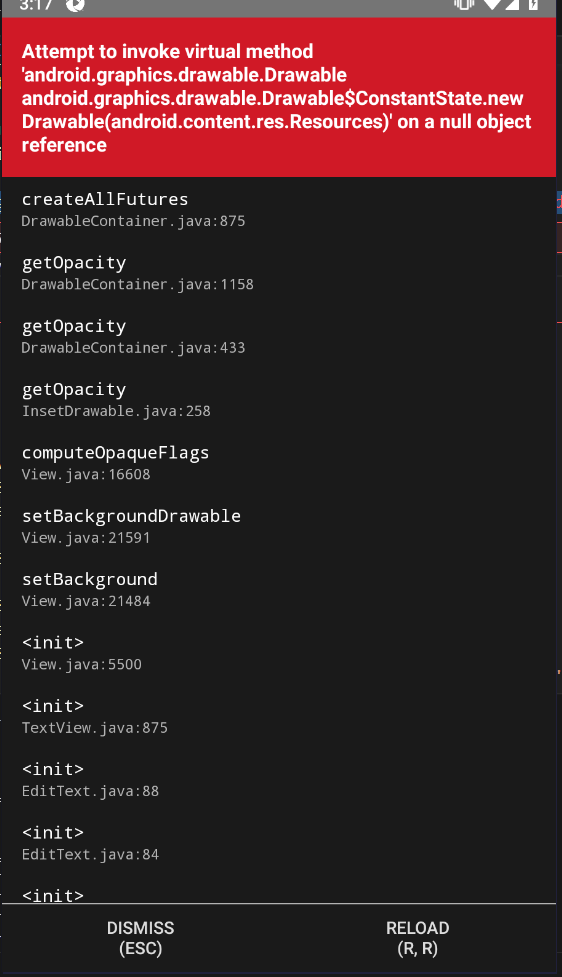 3:17
Attempt to invoke virtual method
'android.graphics.drawable.Drawable
android.graphics.drawable.Drawable$ConstantState.new
Drawable(android.content.res.Resources)' on a null object
reference
createAllFutures
DrawableContainer.java:875
getOpacity
DrawableContainer.java:1158
getOpacity
DrawableContainer.java:433
getOpacity
InsetDrawable.java:258
computeOpaqueFlags
View.java:16608
setBackgroundDrawable
View.java:21591
setBackground
View.java:21484
<init>
View.java:5500
<init>
TextView.java:875
<init>
EditText.java:88
<init>
EditText.java:84
<init>
DISMISS
(ESC)
RELOAD
(R, R)